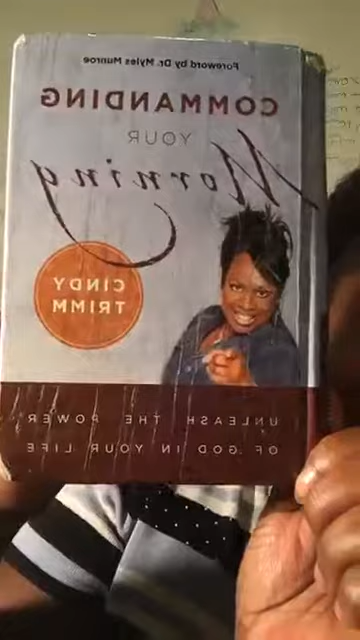 Foreword by Dr. Myles Munroe
COMMANDING
YOUR
Morning
CINDY
TRIMM
UNLEASH THE POWER
OF GOD IN YOUR LIFE